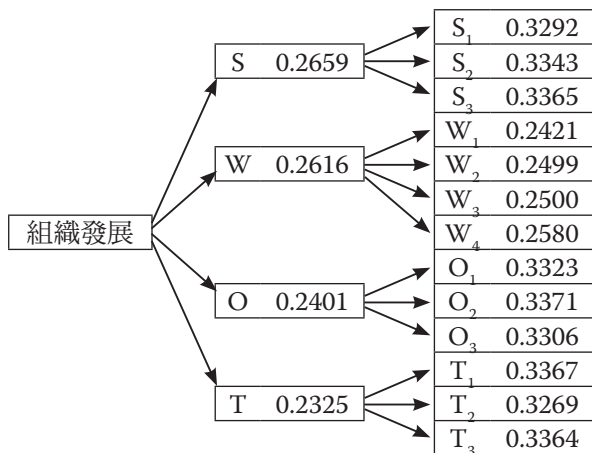 組織發展
S 0.2659
W 0.2616
O 0.2401
T 0.2325
S₁ 0.3292
S₂ 0.3343
S₃ 0.3365
W₁ 0.2421
W₂ 0.2499
W₃ 0.2500
W₄ 0.2580
O₁ 0.3323
O₂ 0.3371
O₃ 0.3306
T₁ 0.3367
T₂ 0.3269
T₃ 0.3364